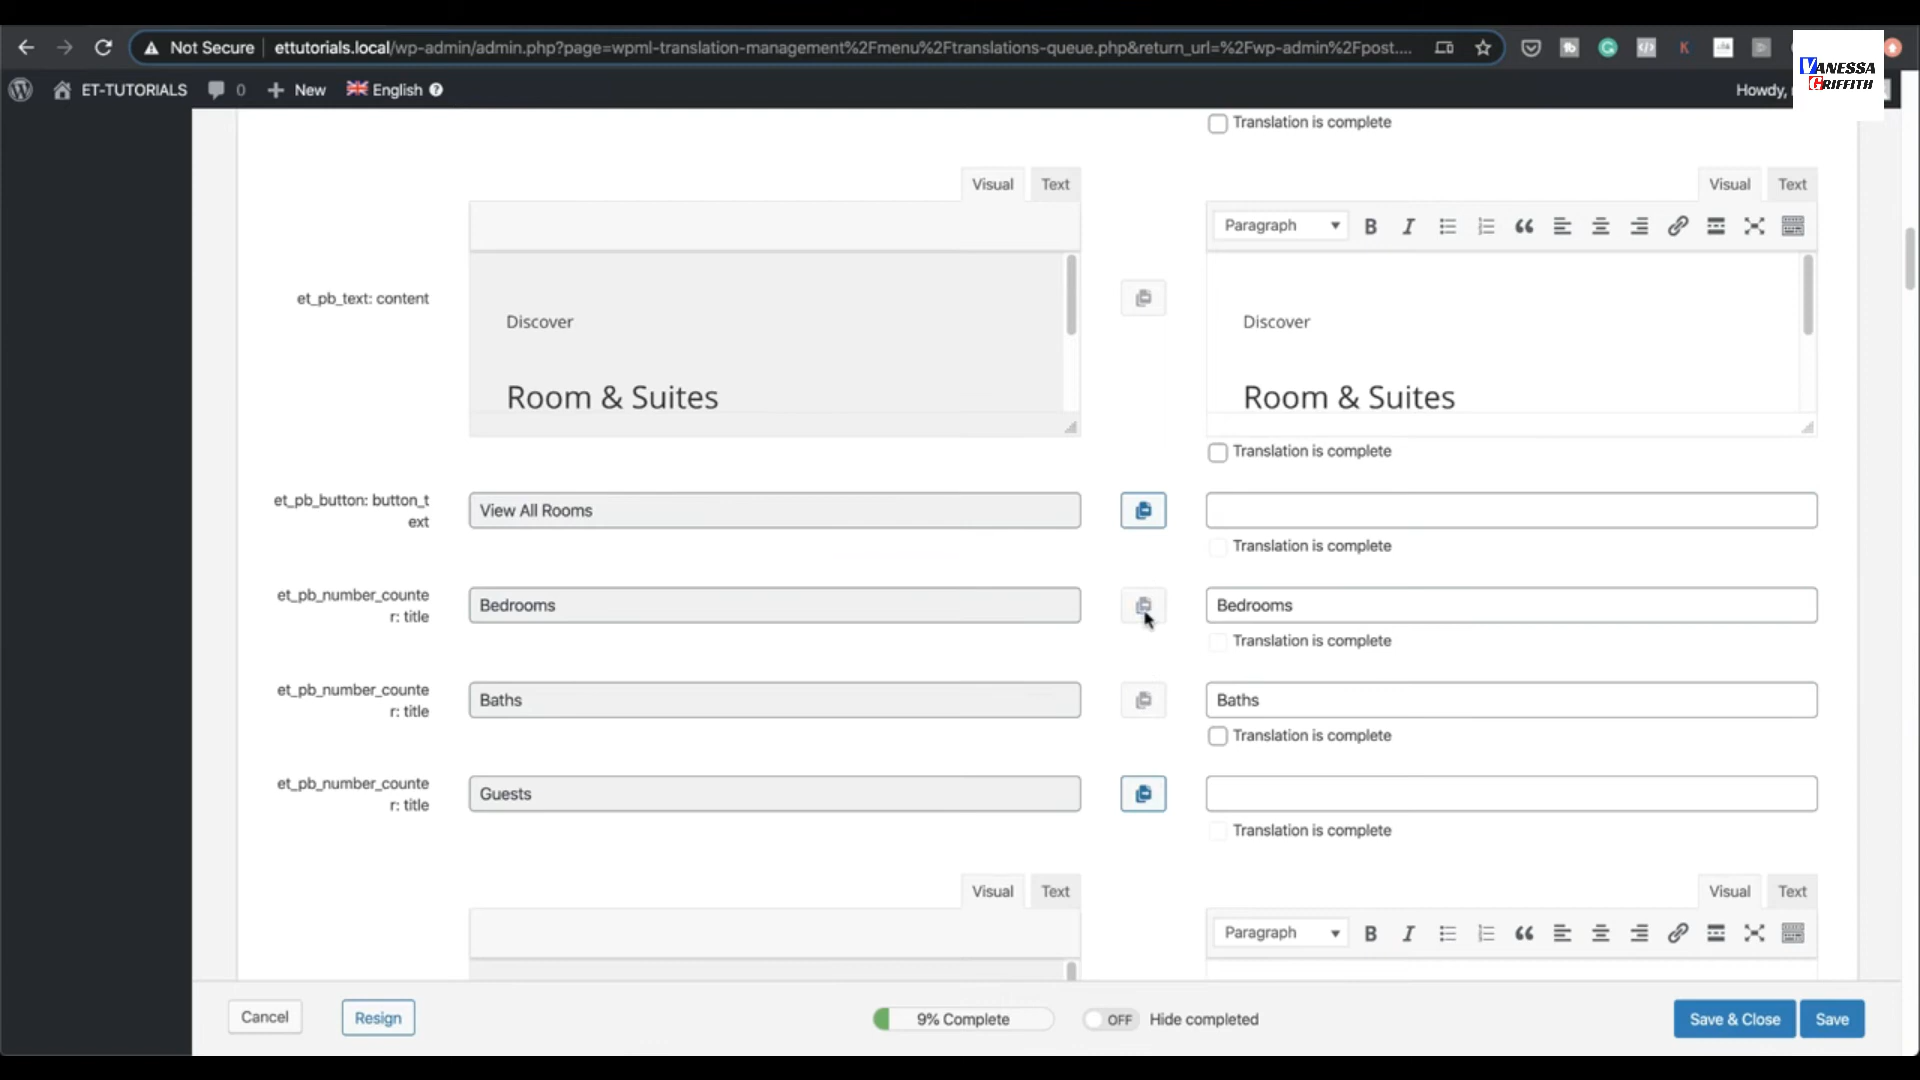 Not Secure ettutorials.local/wp-admin/admin.php?page=wpml-translation-management%2Fmenu%2Ftranslations-queue.php&return_url=%2Fwp-admin%2Fpost....
VANESSA
GRIFFITH
ET-TUTORIALS 0 New English Howdy,
Translation is complete
Visual Text Visual Text
Paragraph
et_pb_text: content
Discover Discover
Room & Suites Room & Suites
Translation is complete
et_pb_button: button_t
ext
View All Rooms
Translation is complete
et_pb_number_counte
r: title
Bedrooms Bedrooms
Translation is complete
et_pb_number_counte
r: title
Baths Baths
Translation is complete
et_pb_number_counte
r: title
Guests
Translation is complete
Visual Text Visual Text
Paragraph
Cancel Resign 9% Complete OFF Hide completed Save & Close Save